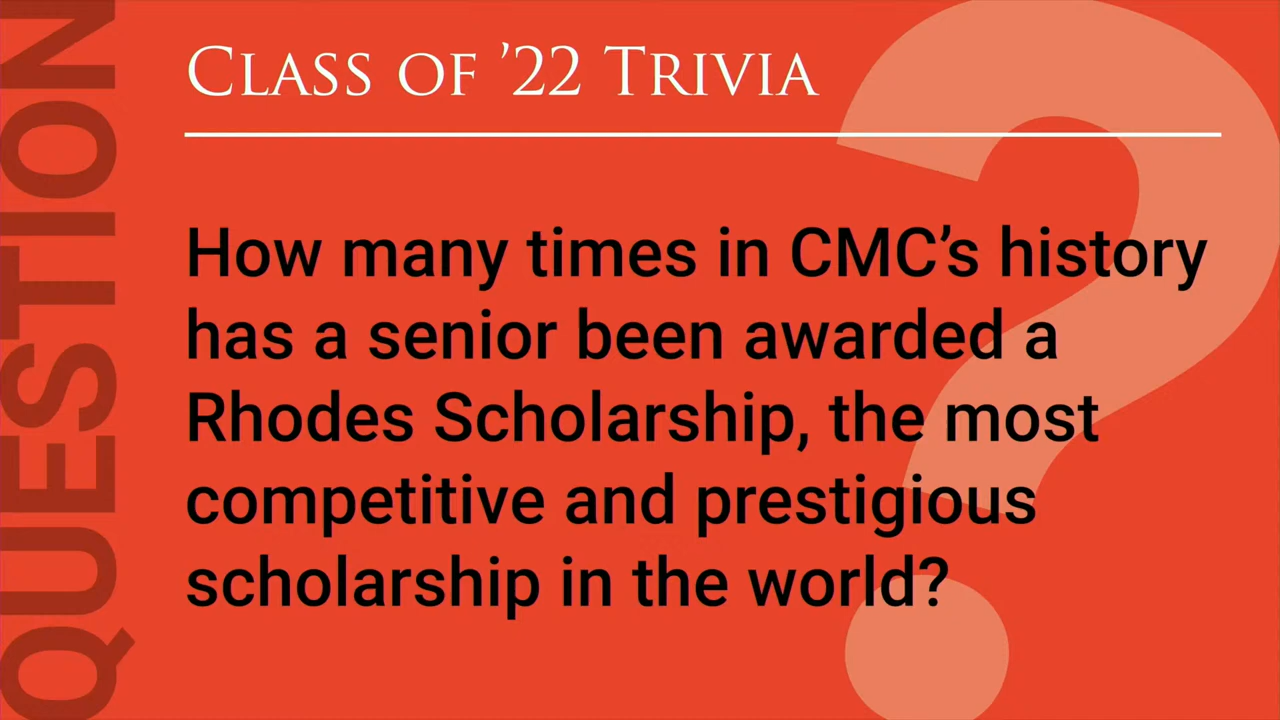 QUESTION
CLASS OF ’22 TRIVIA
How many times in CMC’s history
has a senior been awarded a
Rhodes Scholarship, the most
competitive and prestigious
scholarship in the world?